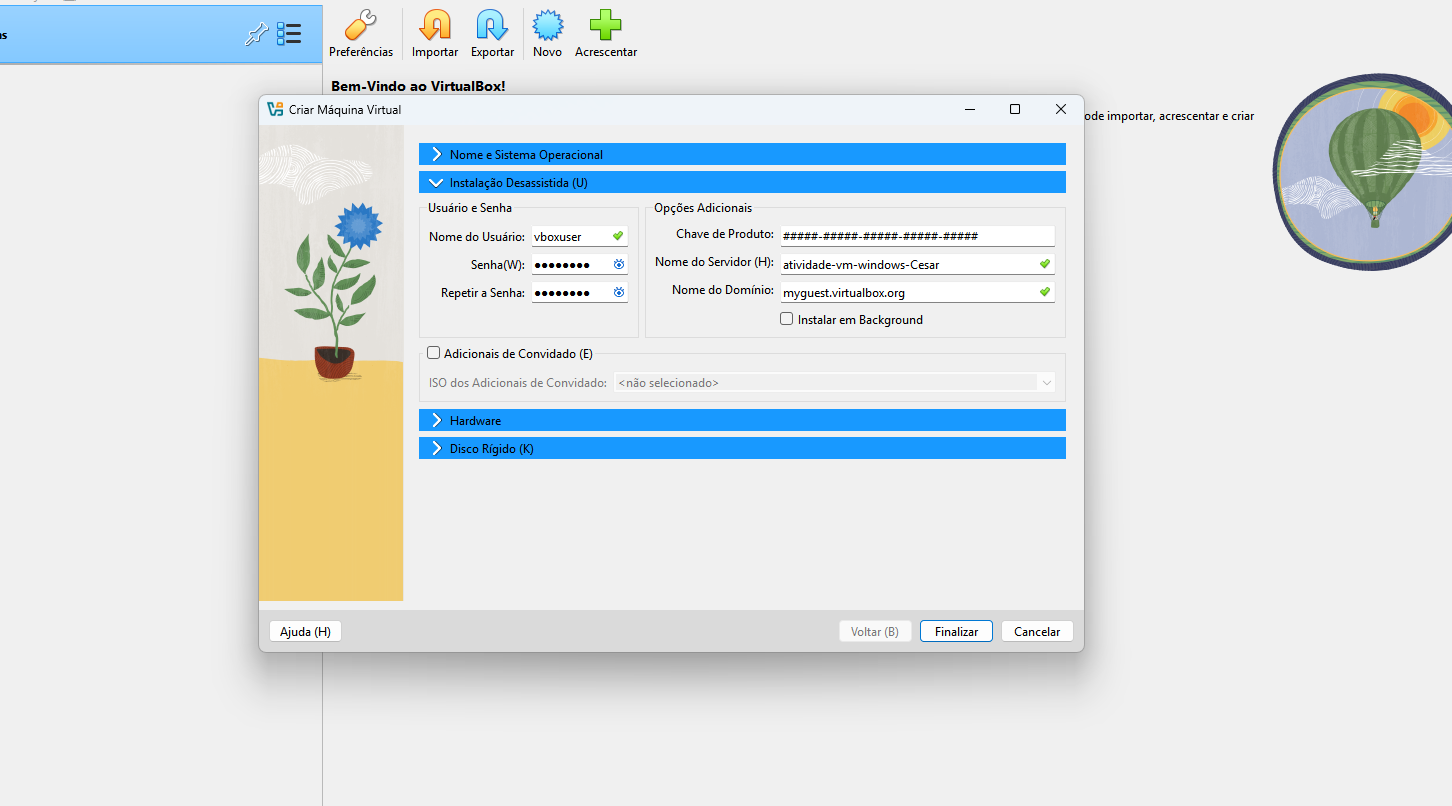 s
Preferências
Importar
Exportar
Novo
Acrescentar
Bem-Vindo ao VirtualBox!
ode importar, acrescentar e criar
Criar Máquina Virtual
Nome e Sistema Operacional
Instalação Desassistida (U)
Usuário e Senha
Nome do Usuário: vboxuser
Senha(W): ●●●●●●●●
Repetir a Senha: ●●●●●●●●
Opções Adicionais
Chave de Produto: #####-#####-#####-#####-#####
Nome do Servidor (H): atividade-vm-windows-Cesar
Nome do Domínio: myguest.virtualbox.org
Instalar em Background
Adicionais de Convidado (E)
ISO dos Adicionais de Convidado: <não selecionado>
Hardware
Disco Rígido (K)
Ajuda (H)
Voltar (B)
Finalizar
Cancelar